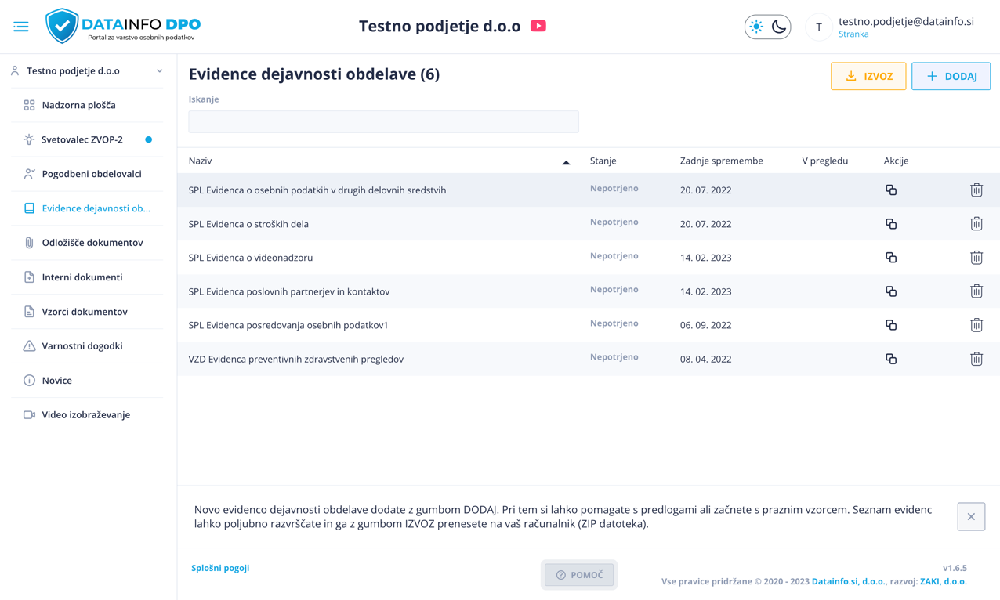 DATAINFO DPO
Portal za varstvo osebnih podatkov
Testno podjetje d.o.o
T
testno.podjetje@datainfo.si
Stranka
Testno podjetje d.o.o
Nadzorna plošča
Svetovalec ZVOP-2
Pogodbeni obdelovalci
Evidence dejavnosti ob...
Odložišče dokumentov
Interni dokumenti
Vzorci dokumentov
Varnostni dogodki
Novice
Video izobraževanje
Evidence dejavnosti obdelave (6)
IZVOZ
DODAJ
Iskanje
Naziv Stanje Zadnje spremembe V pregledu Akcije
SPL Evidenca o osebnih podatkih v drugih delovnih sredstvih Nepotrjeno 20. 07. 2022
SPL Evidenca o stroških dela Nepotrjeno 20. 07. 2022
SPL Evidenca o videonadzoru Nepotrjeno 14. 02. 2023
SPL Evidenca poslovnih partnerjev in kontaktov Nepotrjeno 14. 02. 2023
SPL Evidenca posredovanja osebnih podatkov1 Nepotrjeno 06. 09. 2022
VZD Evidenca preventivnih zdravstvenih pregledov Nepotrjeno 08. 04. 2022
Novo evidenco dejavnosti obdelave dodate z gumbom DODAJ. Pri tem si lahko pomagate s predlogami ali začnete s praznim vzorcem. Seznam evidenc
lahko poljubno razvrščate in ga z gumbom IZVOZ prenesete na vaš računalnik (ZIP datoteka).
Splošni pogoji
POMOČ
v1.6.5
Vse pravice pridržane © 2020 - 2023 Datainfo.si, d.o.o., razvoj: ZAKI, d.o.o.